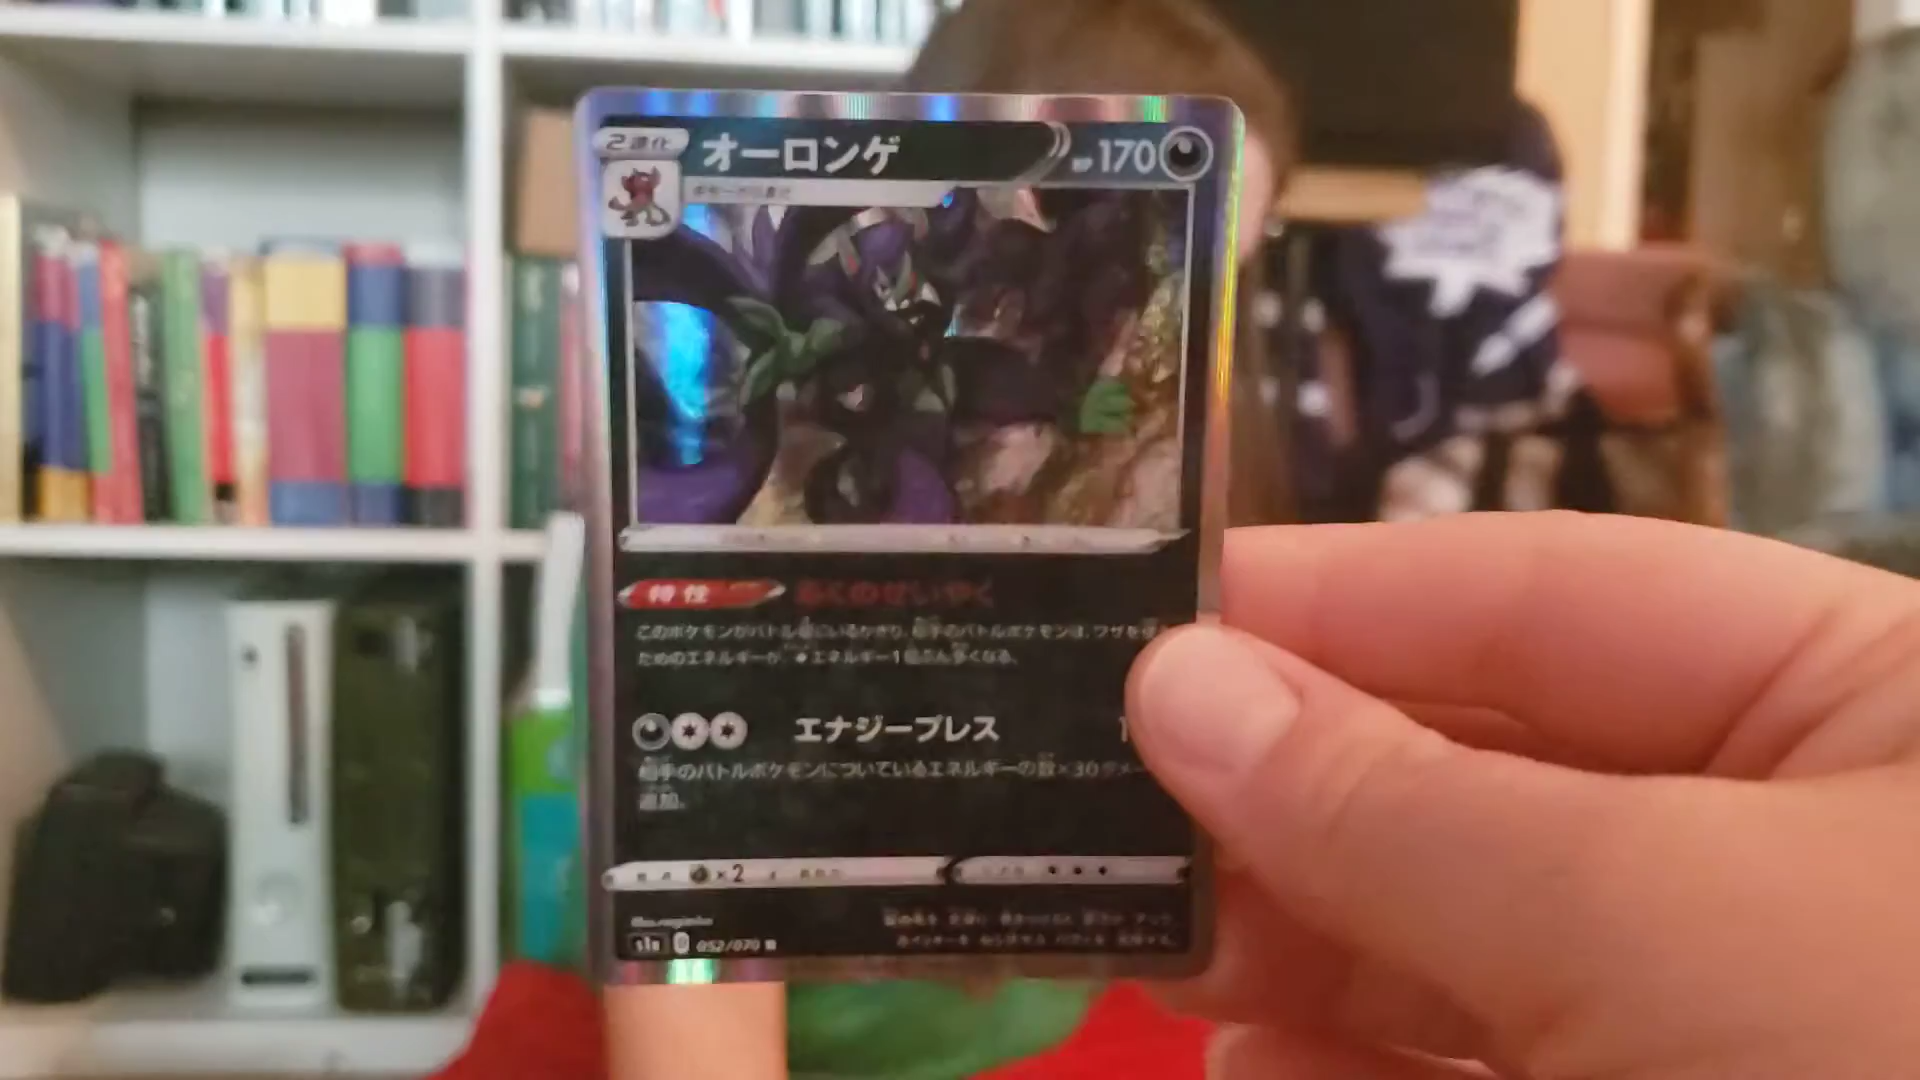 2進化
オーロンゲ
HP 170
特性 あくのせいやく
このポケモンがバトル場にいるかぎり、相手のバトルポケモンは、ワザを使
ためのエネルギーが、エネルギー1個ぶん多くなる。
エナジープレス
相手のバトルポケモンについているエネルギーの数×30ダメー
追加。
×2
s1a D 052/070 R